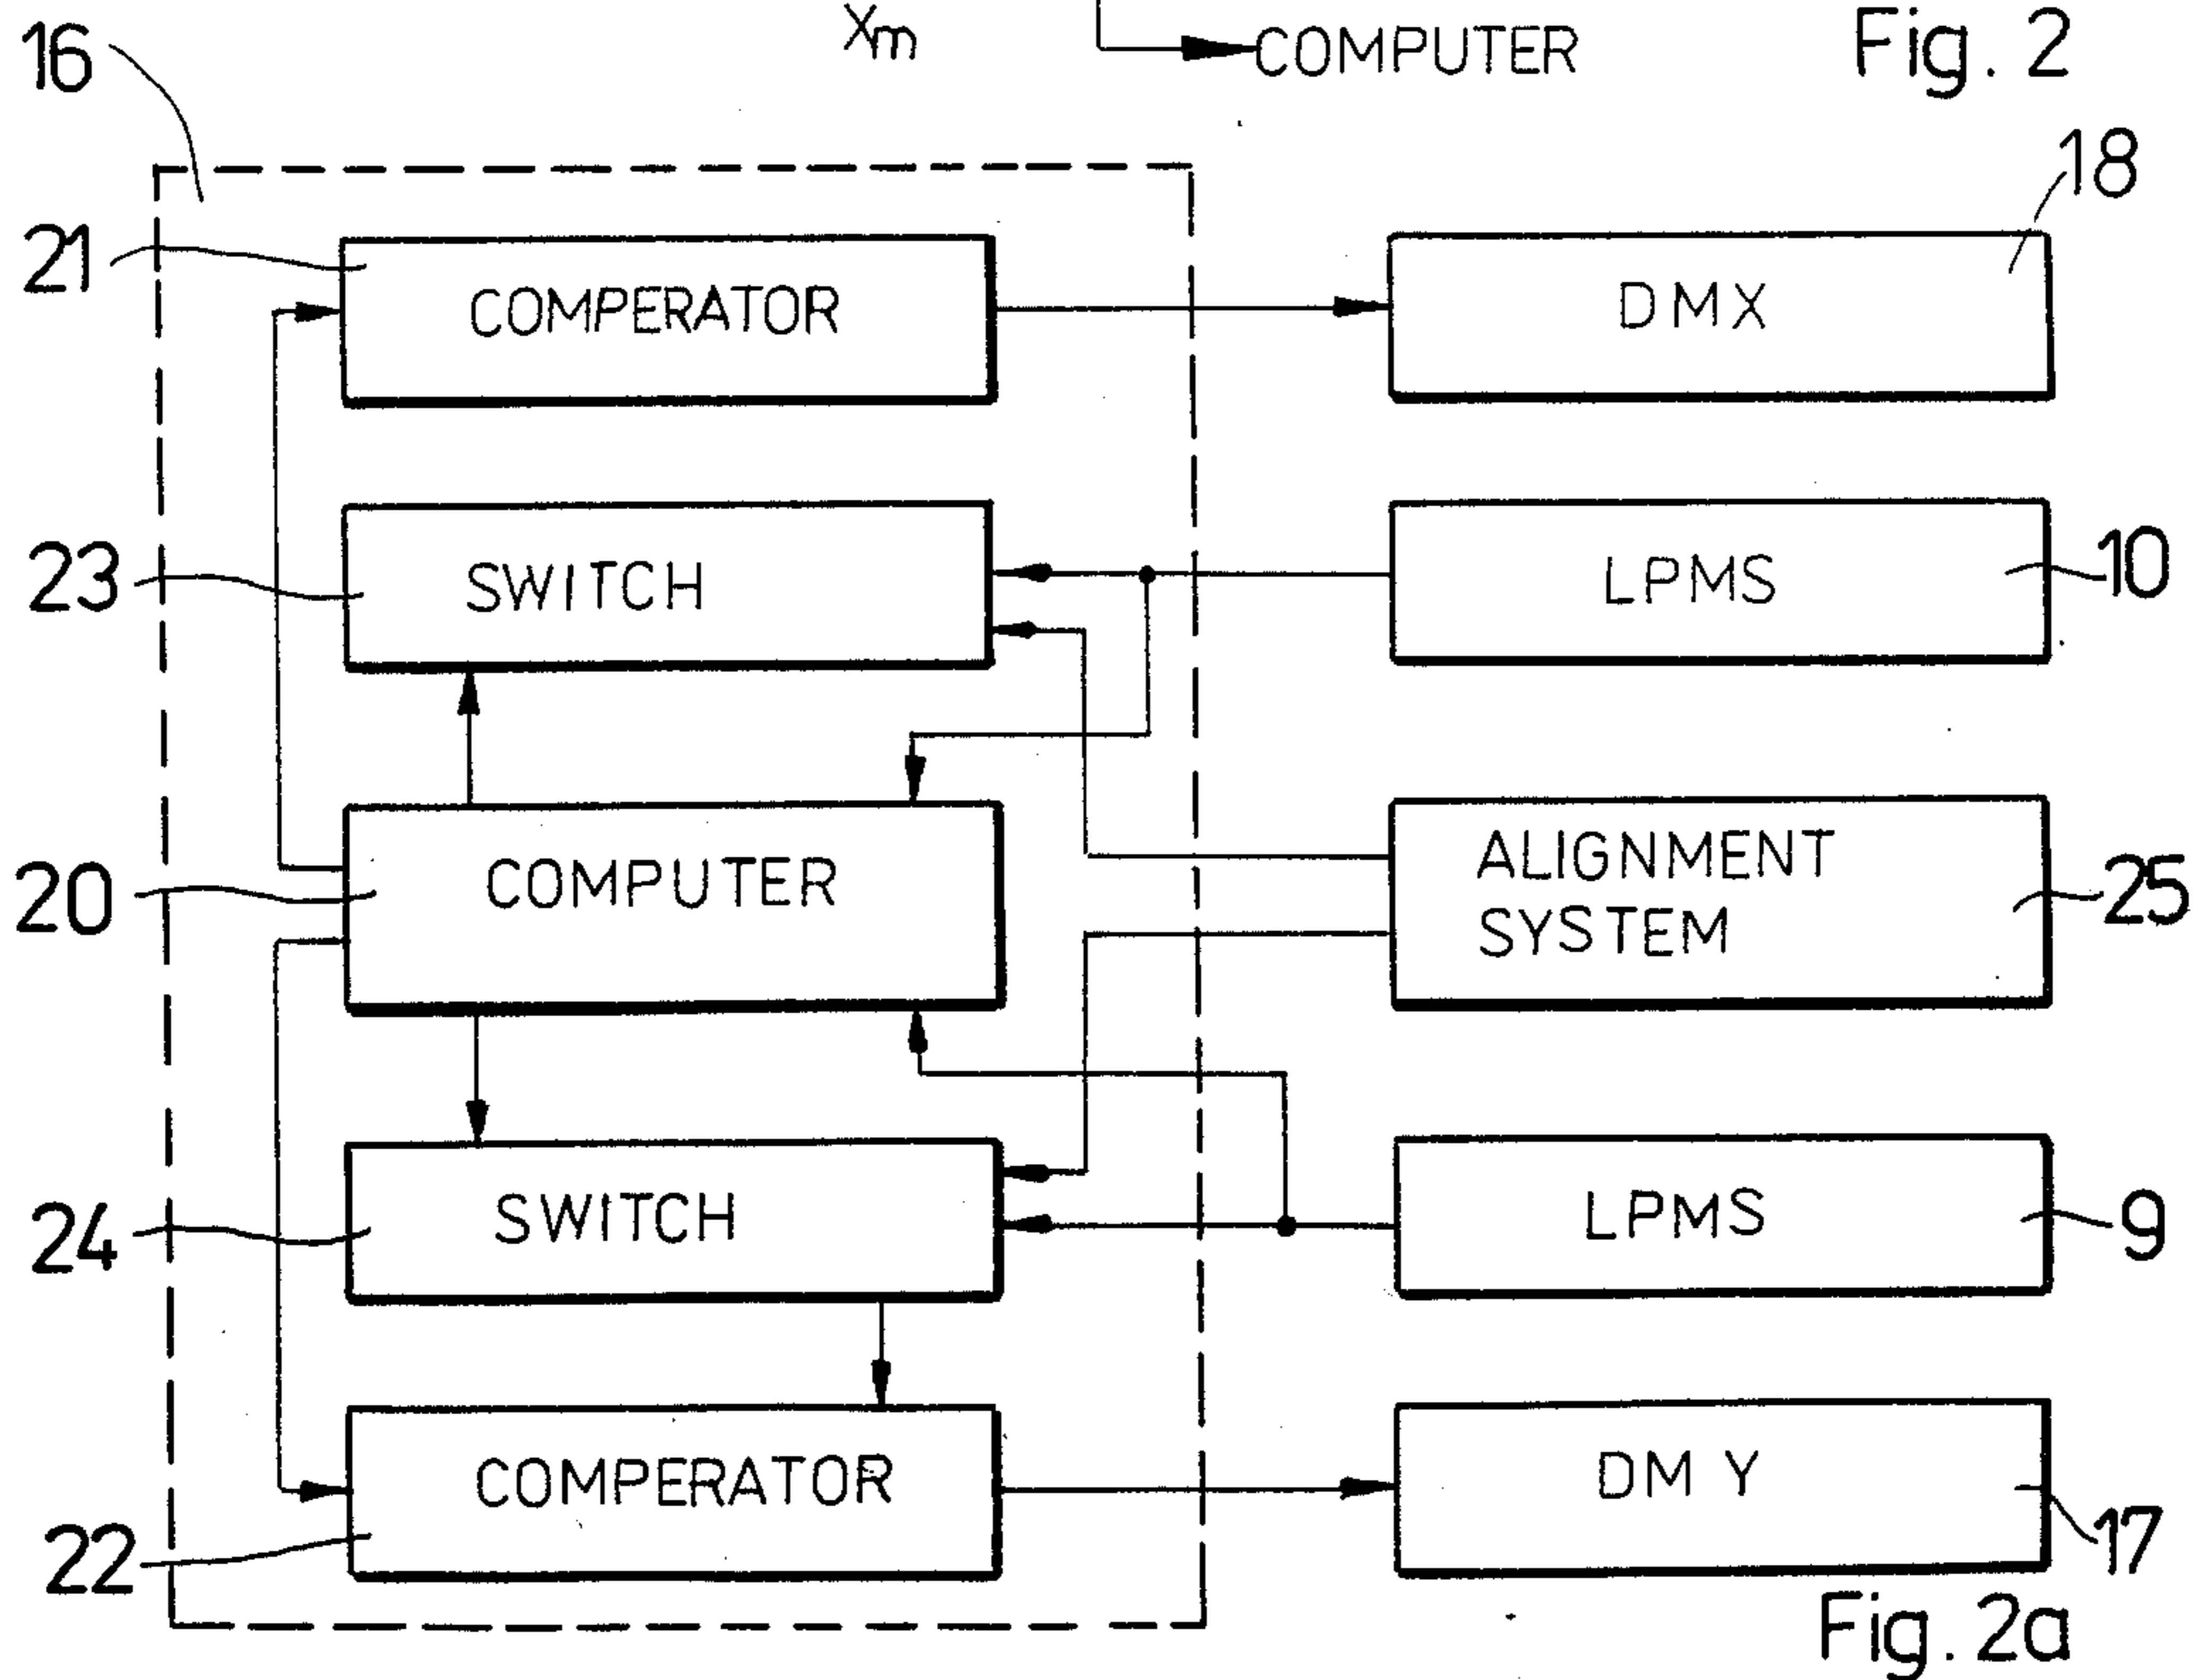 Xm
COMPUTER
Fig. 2
16
18
21
COMPERATOR
DMX
23
SWITCH
LPMS
10
20
COMPUTER
ALIGNMENT
SYSTEM
25
24
SWITCH
LPMS
9
22
COMPERATOR
DM Y
17
Fig. 2a